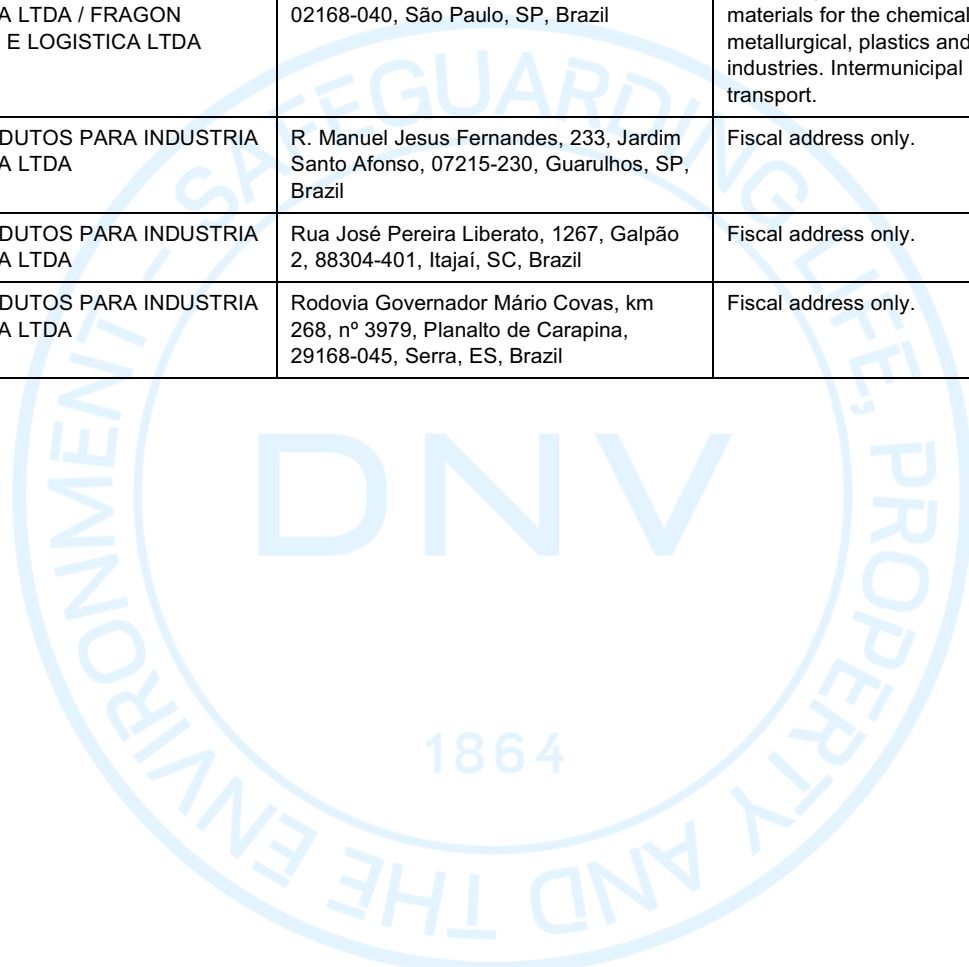 A LTDA / FRAGON
E LOGISTICA LTDA
02168-040, São Paulo, SP, Brazil
materials for the chemical
metallurgical, plastics and
industries. Intermunicipal
transport.
DUTOS PARA INDUSTRIA
A LTDA
R. Manuel Jesus Fernandes, 233, Jardim
Santo Afonso, 07215-230, Guarulhos, SP,
Brazil
Fiscal address only.
DUTOS PARA INDUSTRIA
A LTDA
Rua José Pereira Liberato, 1267, Galpão
2, 88304-401, Itajaí, SC, Brazil
Fiscal address only.
DUTOS PARA INDUSTRIA
A LTDA
Rodovia Governador Mário Covas, km
268, nº 3979, Planalto de Carapina,
29168-045, Serra, ES, Brazil
Fiscal address only.
SAFEGUARDING LIFE, PROPERTY AND THE ENVIRONMENT –
DNV
1864